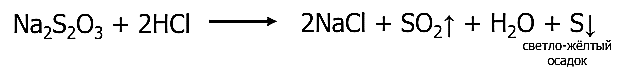 Na₂S₂O₃ + 2HCl ⟶ 2NaCl + SO₂↑ + H₂O + S↓
светло-жёлтый
осадок